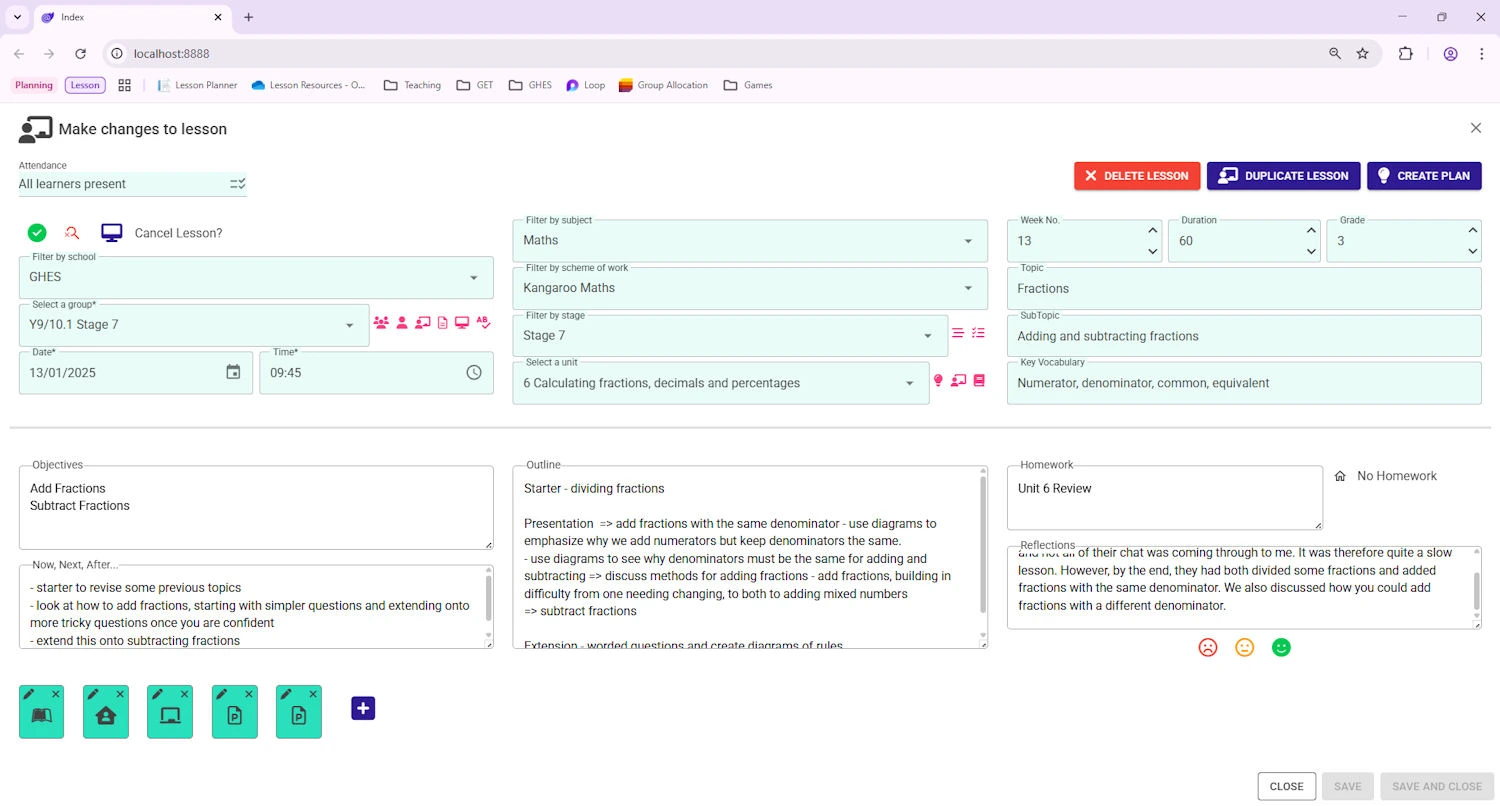 Index
localhost:8888
Planning
Lesson
Lesson Planner
Lesson Resources - O...
Teaching
GET
GHES
Loop
Group Allocation
Games
Make changes to lesson
Attendance
All learners present
DELETE LESSON
DUPLICATE LESSON
CREATE PLAN
Cancel Lesson?
Filter by school
GHES
Select a group*
Y9/10.1 Stage 7
Date*
13/01/2025
Time*
09:45
Filter by subject
Maths
Filter by scheme of work
Kangaroo Maths
Filter by stage
Stage 7
Select a unit
6 Calculating fractions, decimals and percentages
Week No.
13
Duration
60
Grade
3
Topic
Fractions
SubTopic
Adding and subtracting fractions
Key Vocabulary
Numerator, denominator, common, equivalent
Objectives
Add Fractions
Subtract Fractions
Now, Next, After...
- starter to revise some previous topics
- look at how to add fractions, starting with simpler questions and extending onto
more tricky questions once you are confident
- extend this onto subtracting fractions
Outline
Starter - dividing fractions
Presentation => add fractions with the same denominator - use diagrams to
emphasize why we add numerators but keep denominators the same.
- use diagrams to see why denominators must be the same for adding and
subtracting => discuss methods for adding fractions - add fractions, building in
difficulty from one needing changing, to both to adding mixed numbers
=> subtract fractions
Extension - worded questions and create diagrams of rules
Homework
Unit 6 Review
No Homework
Reflections
and not all of their chat was coming through to me. It was therefore quite a slow
lesson. However, by the end, they had both divided some fractions and added
fractions with the same denominator. We also discussed how you could add
fractions with a different denominator.
CLOSE
SAVE
SAVE AND CLOSE